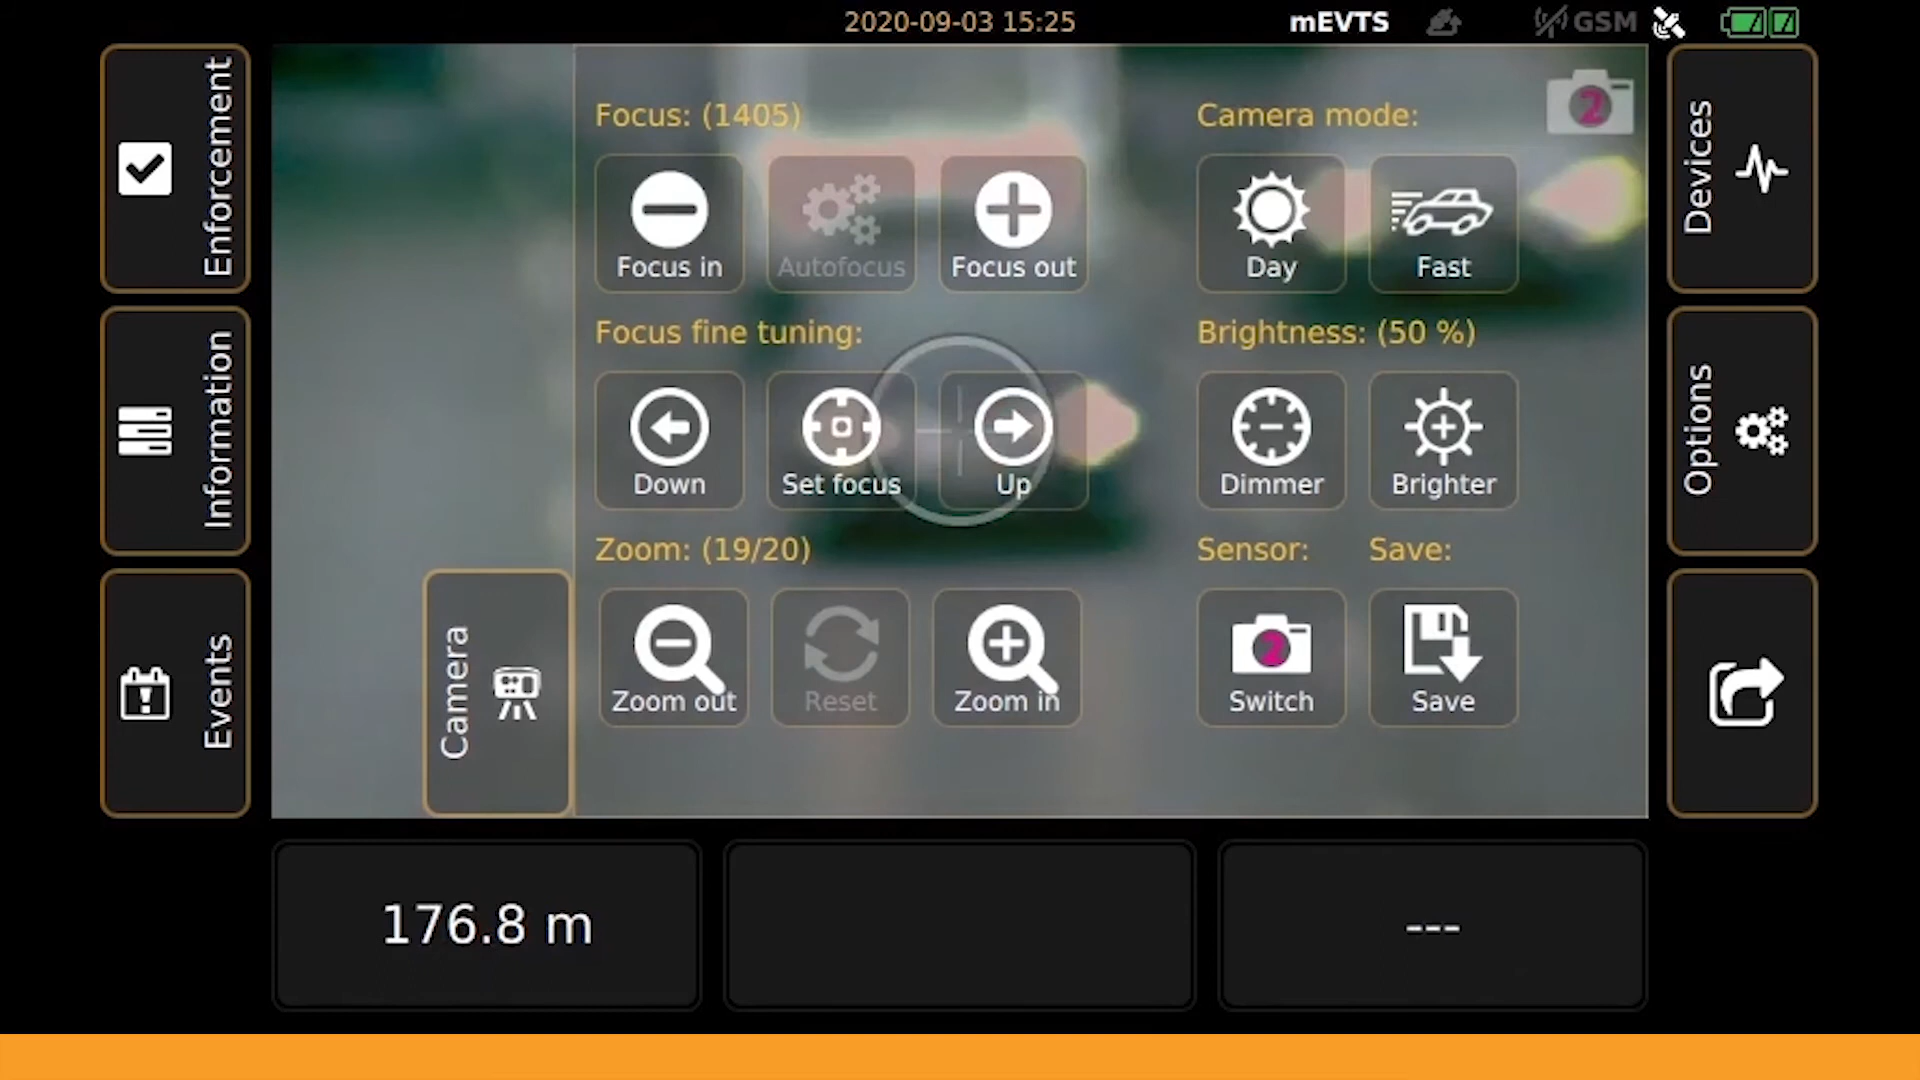 2020-09-03 15:25
mEVTS
GSM
Enforcement
Information
Events
Camera
Focus: (1405)
Focus in
Autofocus
Focus out
Focus fine tuning:
Down
Set focus
Up
Zoom: (19/20)
Zoom out
Reset
Zoom in
Camera mode:
2
Day
Fast
Brightness: (50 %)
Dimmer
Brighter
Sensor:
Save:
2
Switch
Save
Devices
Options
176.8 m
---